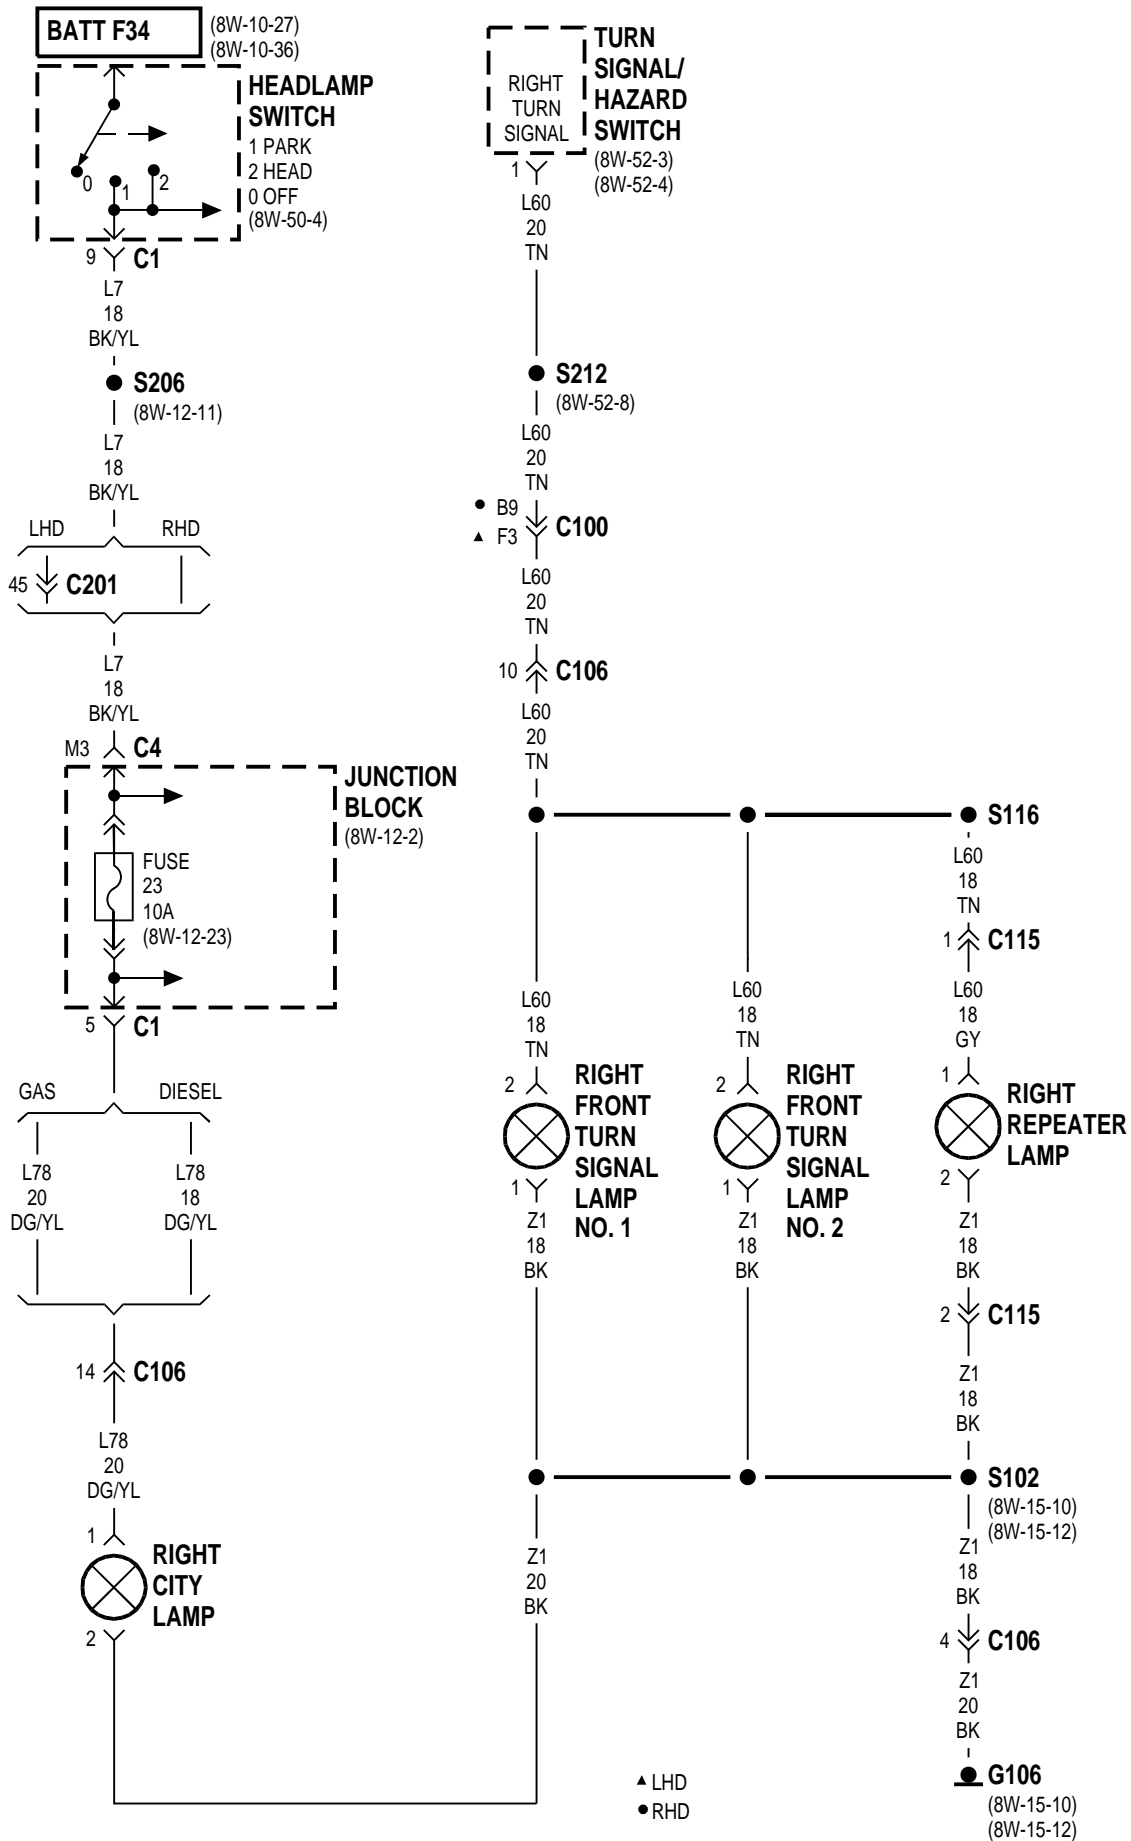 BATT F34
(8W-10-27)
(8W-10-36)
HEADLAMP
SWITCH
1 PARK
2 HEAD
0 OFF
(8W-50-4)
0
1
2
9
C1
L7
18
BK/YL
S206
(8W-12-11)
L7
18
BK/YL
LHD
RHD
45
C201
L7
18
BK/YL
M3
C4
JUNCTION
BLOCK
(8W-12-2)
FUSE
23
10A
(8W-12-23)
5
C1
GAS
DIESEL
L78
20
DG/YL
L78
18
DG/YL
14
C106
L78
20
DG/YL
1
RIGHT
CITY
LAMP
2
TURN
SIGNAL/
HAZARD
SWITCH
(8W-52-3)
(8W-52-4)
RIGHT
TURN
SIGNAL
1
L60
20
TN
S212
(8W-52-8)
L60
20
TN
● B9
▲ F3
C100
L60
20
TN
10
C106
L60
20
TN
S116
L60
18
TN
2
RIGHT
FRONT
TURN
SIGNAL
LAMP
NO. 1
1
Z1
18
BK
L60
18
TN
2
RIGHT
FRONT
TURN
SIGNAL
LAMP
NO. 2
1
Z1
18
BK
L60
18
TN
1
C115
L60
18
GY
1
RIGHT
REPEATER
LAMP
2
Z1
18
BK
2
C115
Z1
18
BK
S102
(8W-15-10)
(8W-15-12)
Z1
20
BK
Z1
18
BK
4
C106
Z1
20
BK
G106
(8W-15-10)
(8W-15-12)
▲ LHD
● RHD